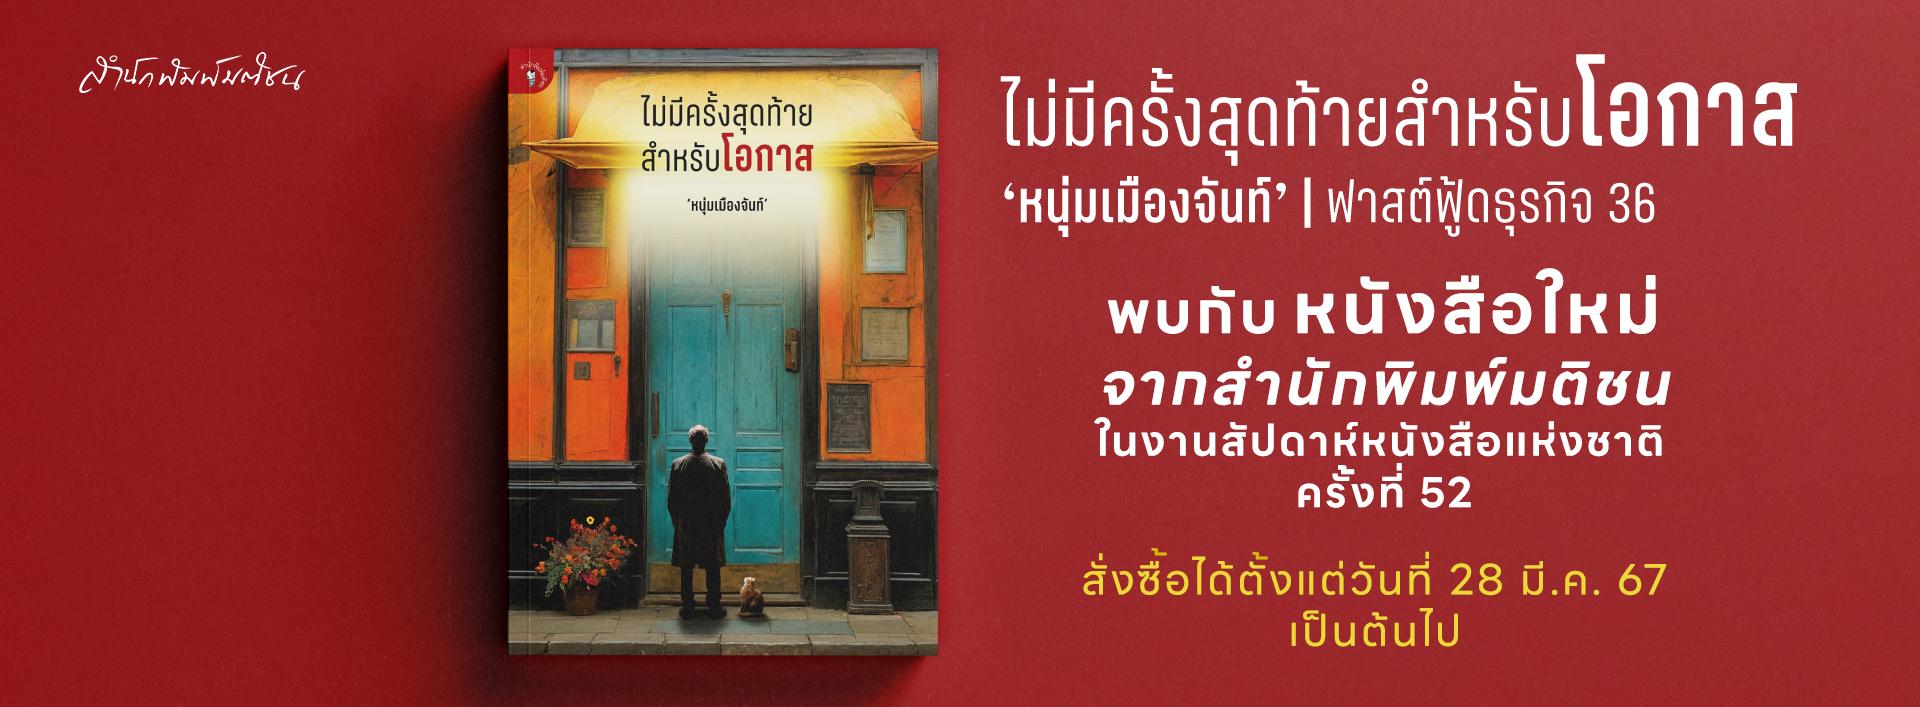 สำนักพิมพ์มติชน
ไม่มีครั้งสุดท้าย
สำหรับโอกาส
'หนุ่มเมืองจันท์'
ไม่มีครั้งสุดท้ายสำหรับโอกาส
'หนุ่มเมืองจันท์' | ฟาสต์ฟู้ดธุรกิจ 36
พบกับ หนังสือใหม่
จากสำนักพิมพ์มติชน
ในงานสัปดาห์หนังสือแห่งชาติ
ครั้งที่ 52
สั่งซื้อได้ตั้งแต่วันที่ 28 มี.ค. 67
เป็นต้นไป